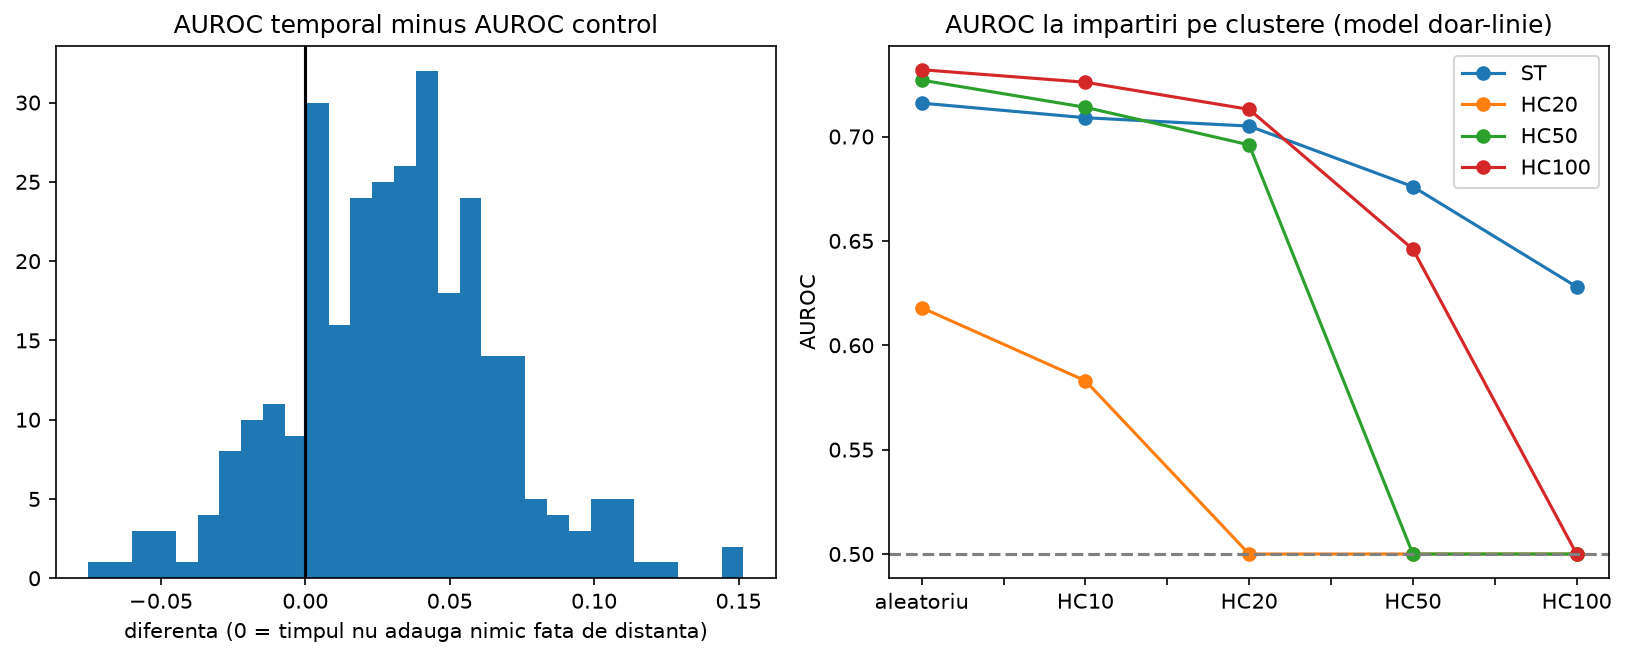 AUROC temporal minus AUROC control
30
25
20
15
10
5
0
−0.05
0.00
0.05
0.10
0.15
diferenta (0 = timpul nu adauga nimic fata de distanta)
AUROC la impartiri pe clustere (model doar-linie)
AUROC
0.70
0.65
0.60
0.55
0.50
aleatoriu
HC10
HC20
HC50
HC100
ST
HC20
HC50
HC100